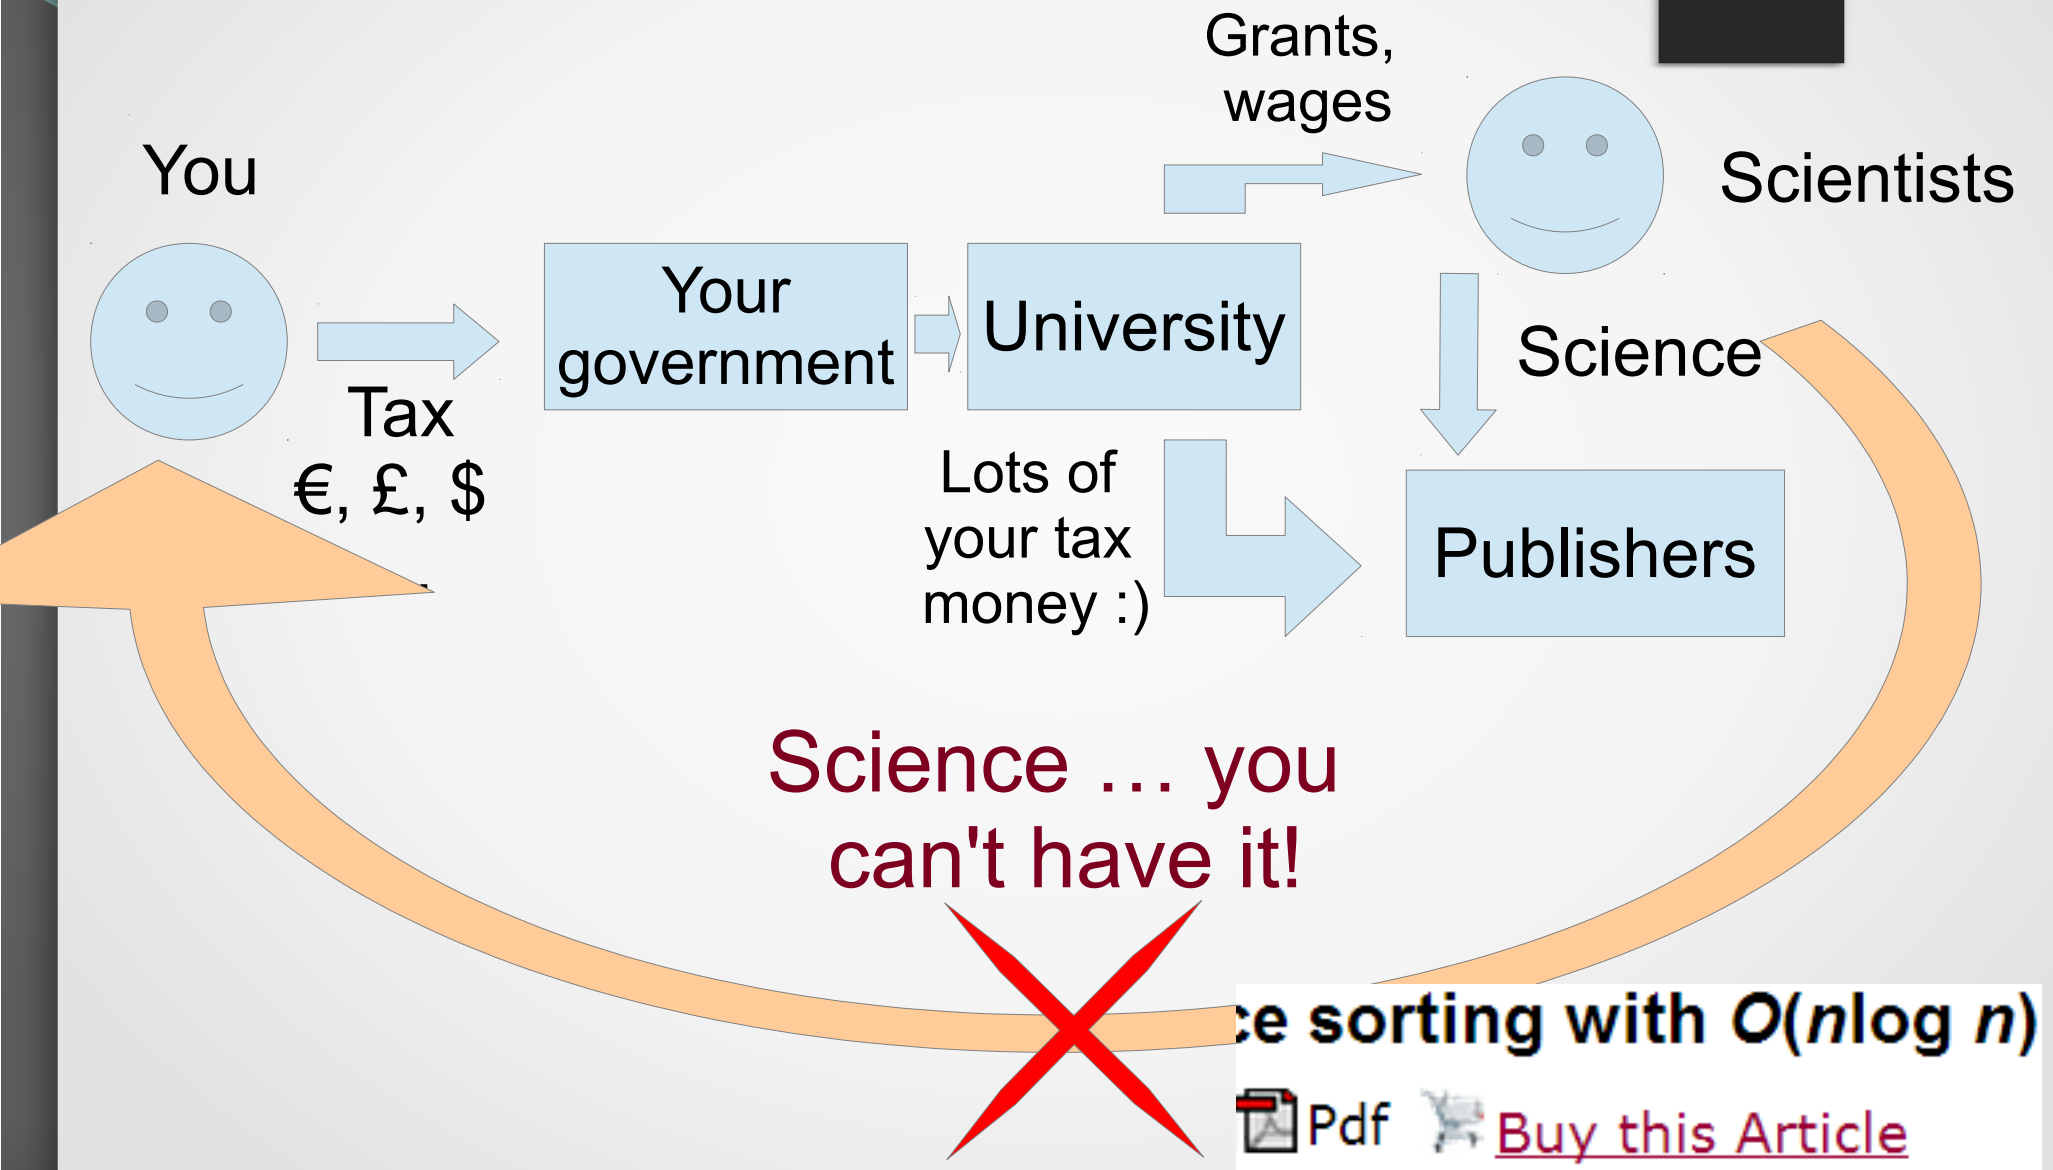 Grants,
wages
You
Scientists
Your
government
University
Science
Tax
€, £, $
Lots of
your tax
money :)
Publishers
Science … you
can't have it!
ce sorting with O(nlog n)
Pdf
Buy this Article